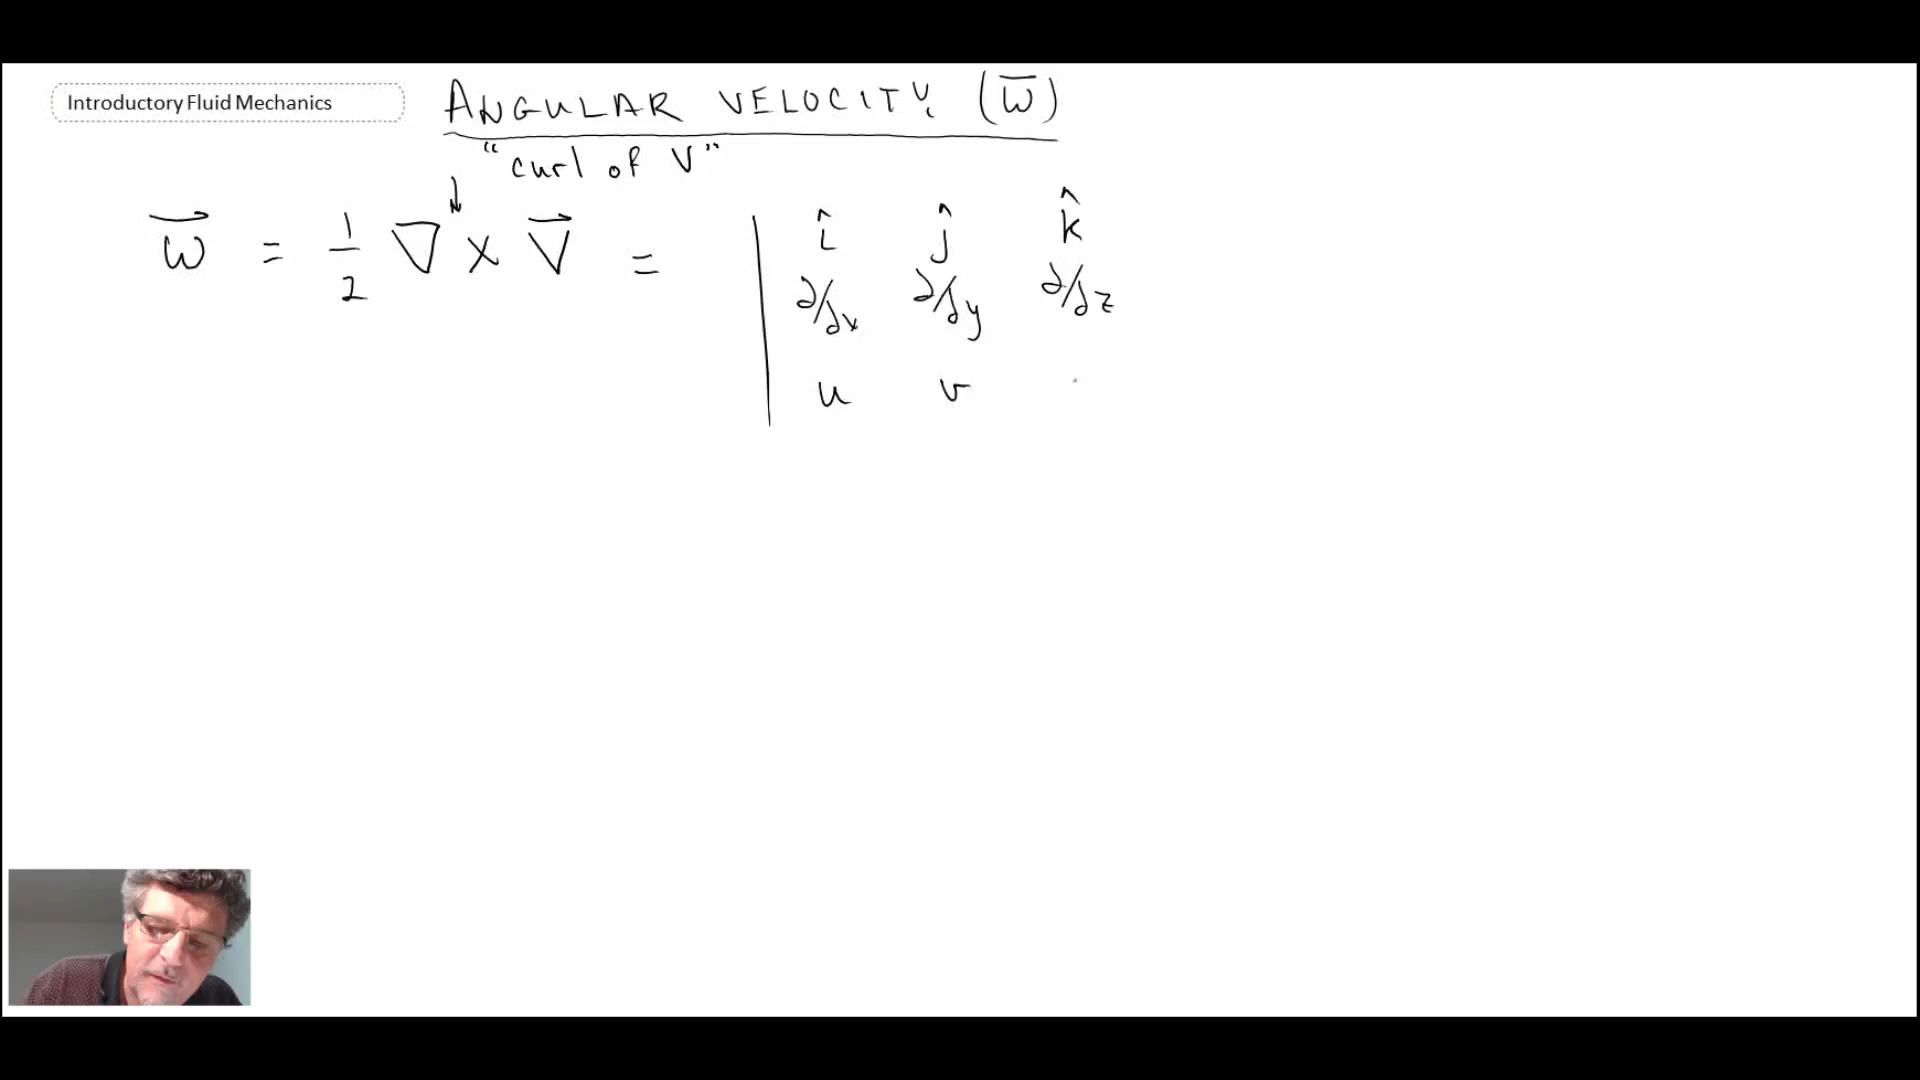 Introductory Fluid Mechanics
ANGULAR VELOCITY (ω̅)
"curl of V"
ω⃗ = 1/2 ∇ × V⃗ = | î ĵ k̂
∂/∂x ∂/∂y ∂/∂z
u v